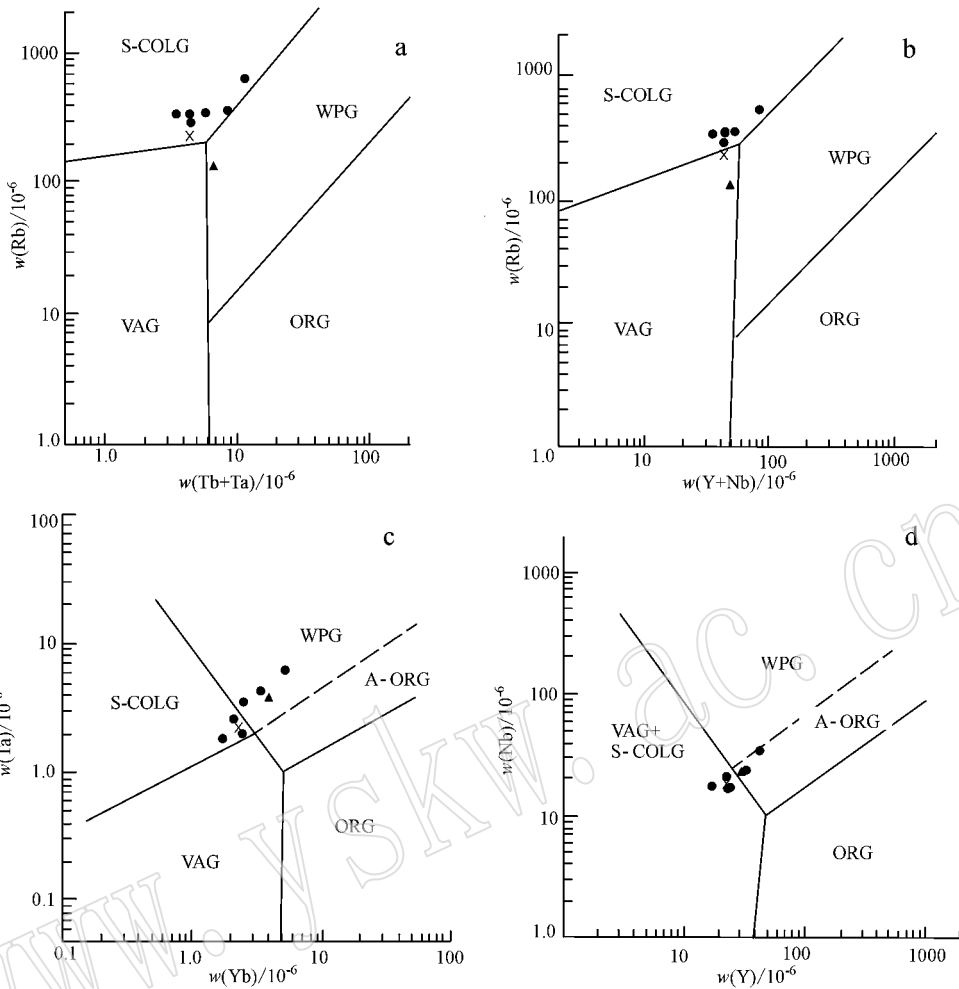 a
S-COLG
WPG
VAG
ORG
1000
100
10
1.0
w(Rb)/10⁻⁶
1.0
10
100
w(Tb+Ta)/10⁻⁶
b
S-COLG
WPG
VAG
ORG
1000
100
10
1.0
w(Rb)/10⁻⁶
10
100
1000
w(Y+Nb)/10⁻⁶
c
WPG
S-COLG
A-ORG
VAG
ORG
100
10
1.0
0.1
w(Ta)/10⁻⁶
0.1
1.0
10
100
w(Yb)/10⁻⁶
d
WPG
A-ORG
VAG+
S-COLG
ORG
1000
100
10
1.0
w(Nb)/10⁻⁶
10
100
1000
w(Y)/10⁻⁶
www.yskw.ac.cn